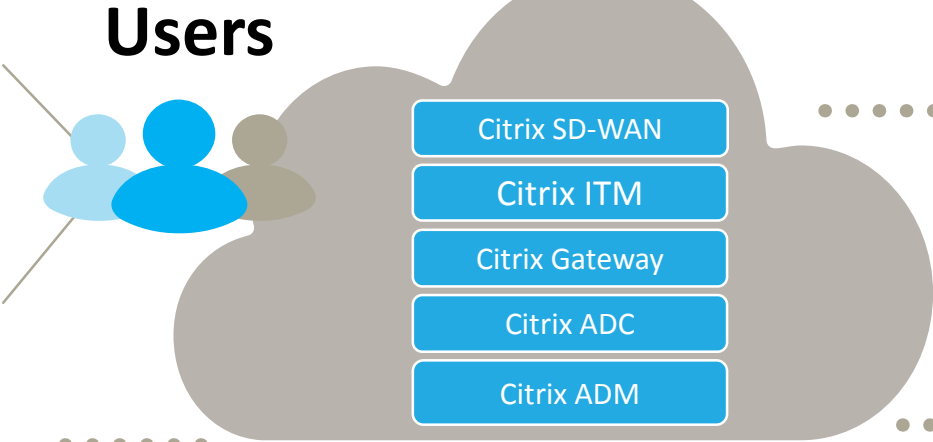 Users
Citrix SD-WAN
Citrix ITM
Citrix Gateway
Citrix ADC
Citrix ADM